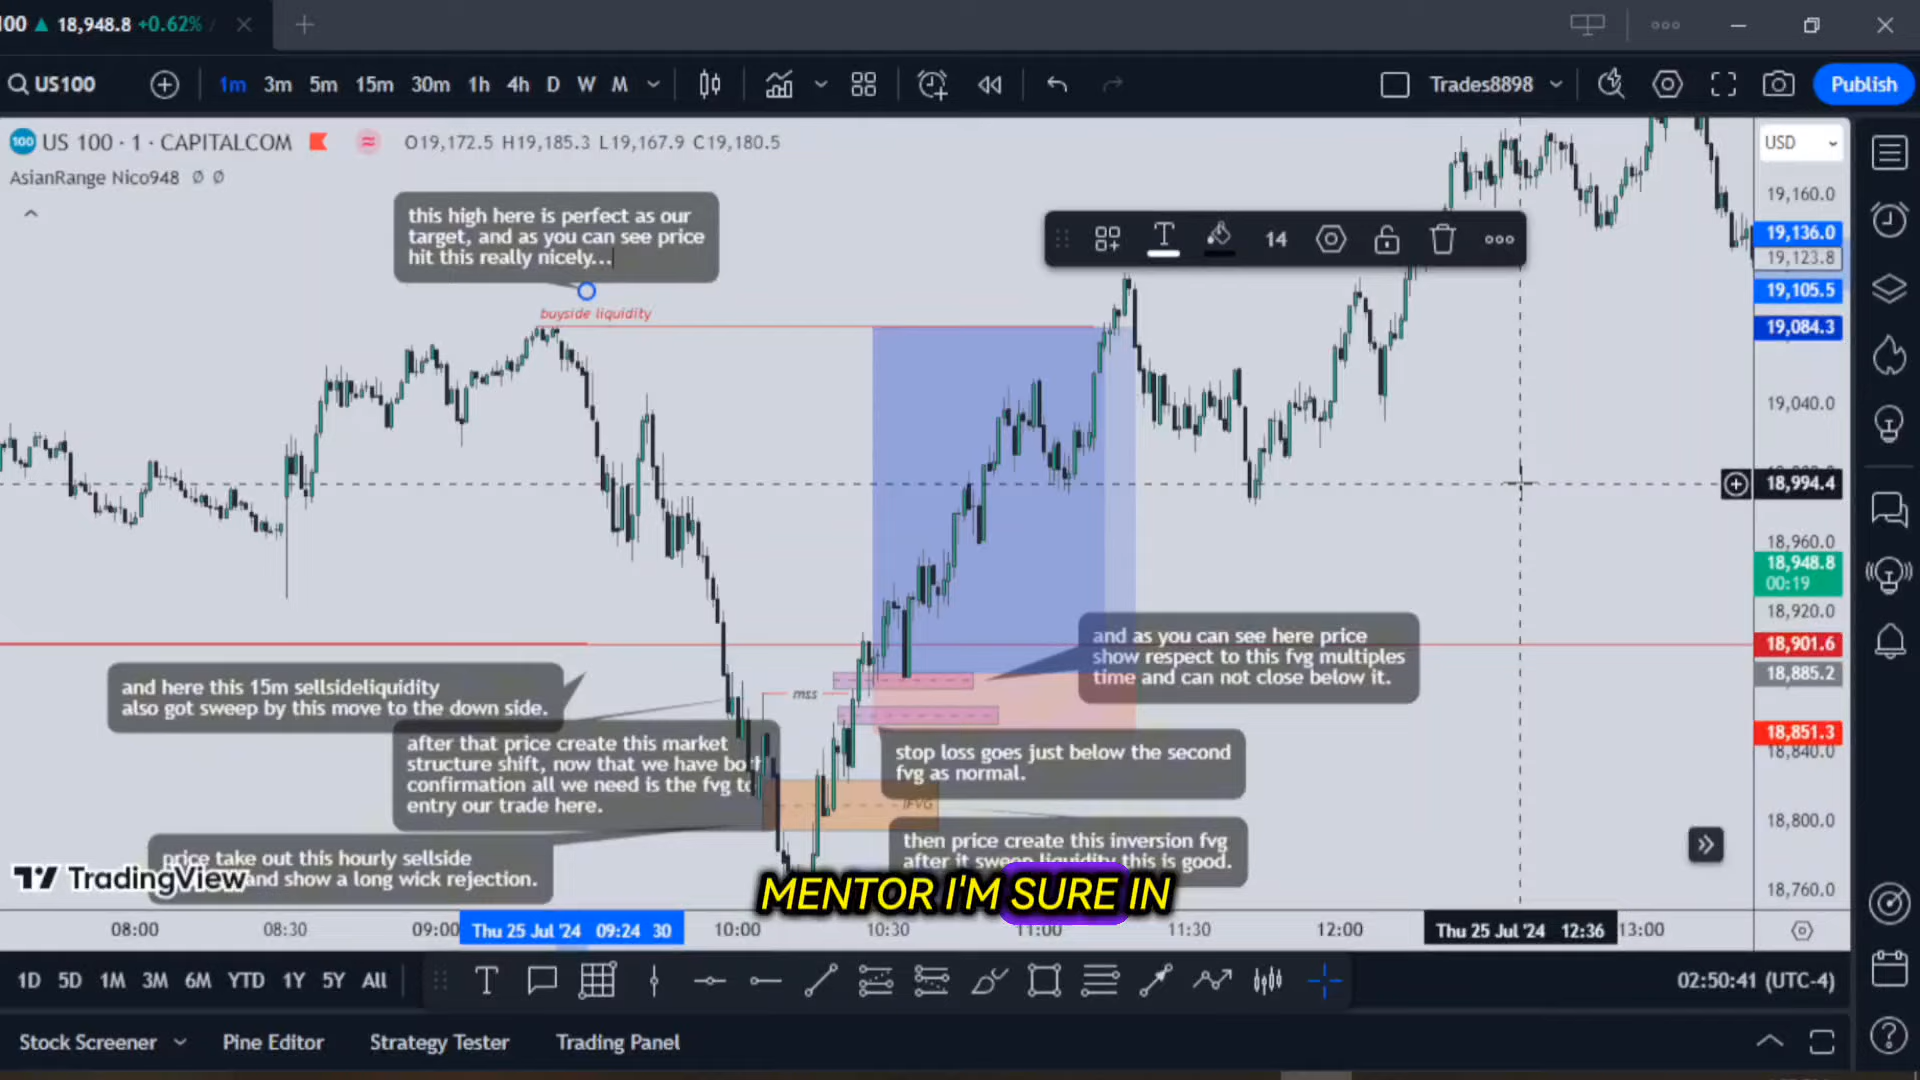 100 ▲ 18,948.8 +0.62% /
US100
1m 3m 5m 15m 30m 1h 4h D W M
Trades8898
Publish
100 US 100 · 1 · CAPITALCOM
O19,172.5 H19,185.3 L19,167.9 C19,180.5
AsianRange Nico948 Ø Ø
USD
this high here is perfect as our
target, and as you can see price
hit this really nicely...
14
buyside liquidity
19,160.0
19,136.0
19,123.8
19,105.5
19,084.3
19,040.0
18,994.4
18,960.0
18,948.8
00:19
18,920.0
18,901.6
18,885.2
18,851.3
18,840.0
18,800.0
18,760.0
and as you can see here price
show respect to this fvg multiples
time and can not close below it.
and here this 15m sellsideliquidity
also got sweep by this move to the down side.
mss
after that price create this market
structure shift, now that we have both
confirmation all we need is the fvg to
entry our trade here.
stop loss goes just below the second
fvg as normal.
IFVG
then price create this inversion fvg
after it sweep liquidity this is good.
price take out this hourly sellside
and show a long wick rejection.
TradingView
MENTOR I'M SURE IN
08:00 08:30 09:00 Thu 25 Jul '24 09:24 30 10:00 10:30 11:00 11:30 12:00 Thu 25 Jul '24 12:36 13:00
1D 5D 1M 3M 6M YTD 1Y 5Y All
02:50:41 (UTC-4)
Stock Screener Pine Editor Strategy Tester Trading Panel